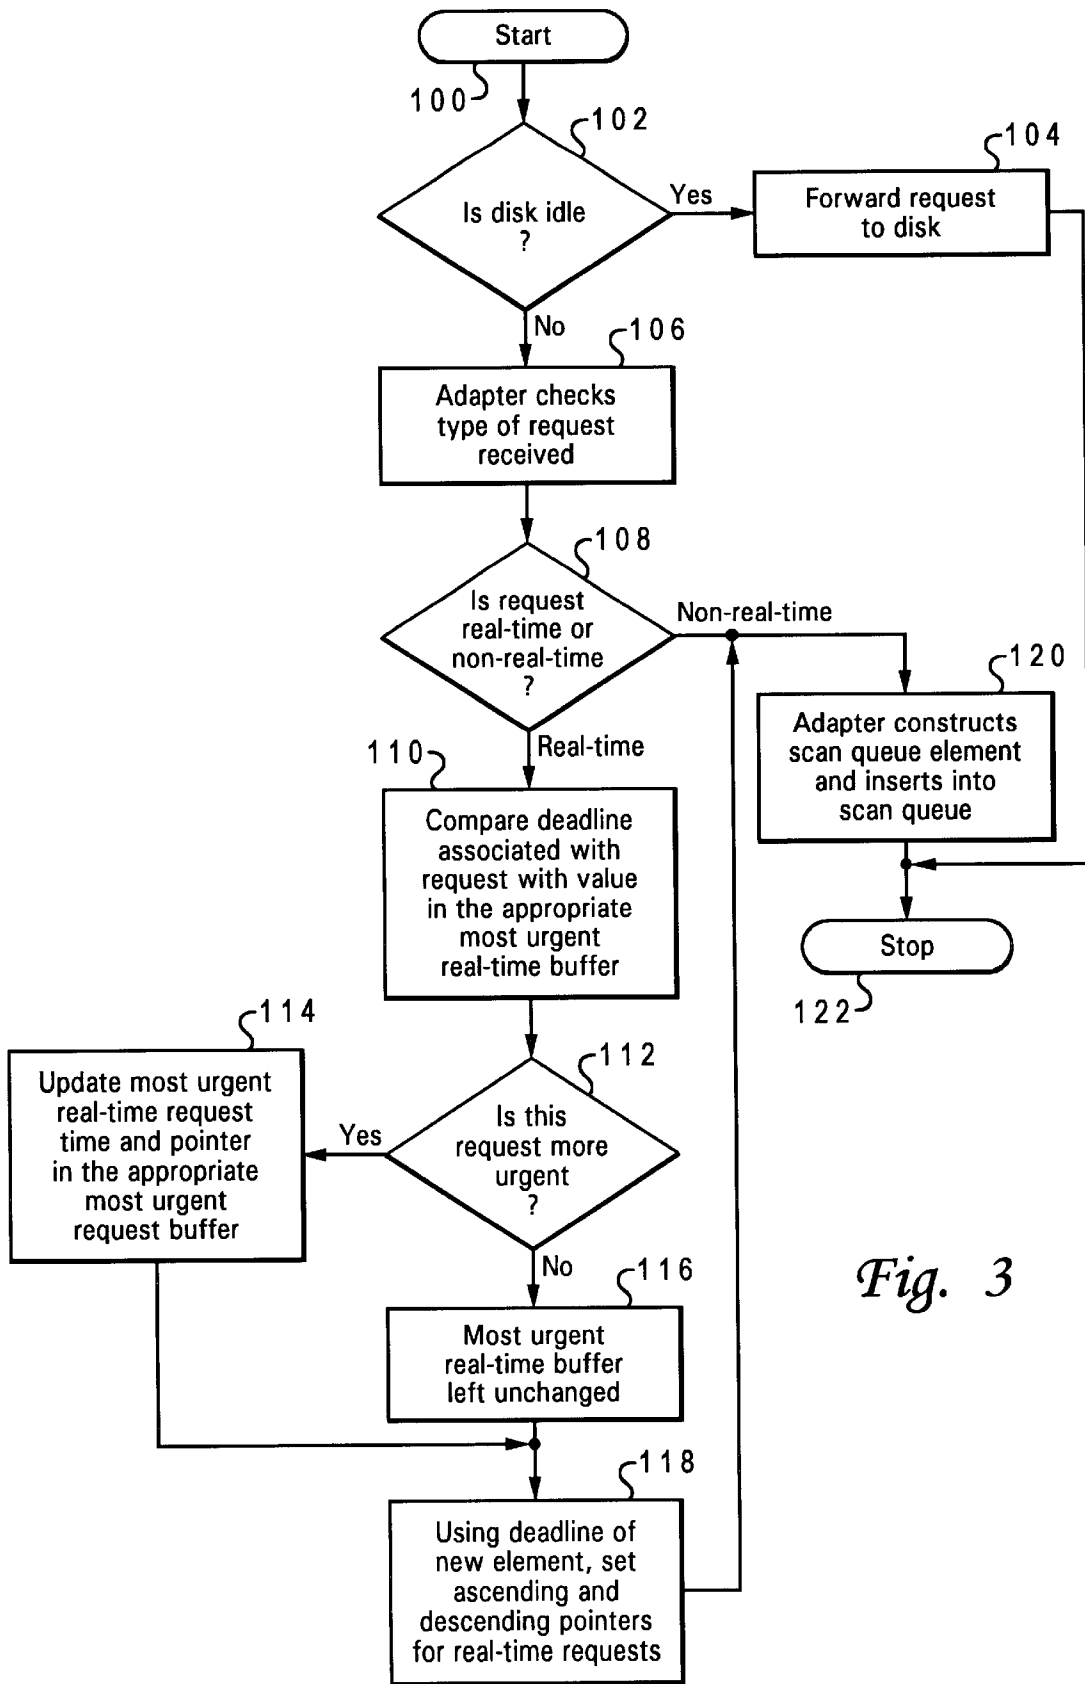 Start
100
102
Is disk idle
?
Yes
104
Forward request
to disk
No
106
Adapter checks
type of request
received
108
Is request
real-time or
non-real-time
?
Non-real-time
120
Adapter constructs
scan queue element
and inserts into
scan queue
Stop
122
Real-time
110
Compare deadline
associated with
request with value
in the appropriate
most urgent
real-time buffer
112
Is this
request more
urgent
?
Yes
114
Update most urgent
real-time request
time and pointer
in the appropriate
most urgent
request buffer
No
116
Most urgent
real-time buffer
left unchanged
118
Using deadline of
new element, set
ascending and
descending pointers
for real-time requests
Fig. 3